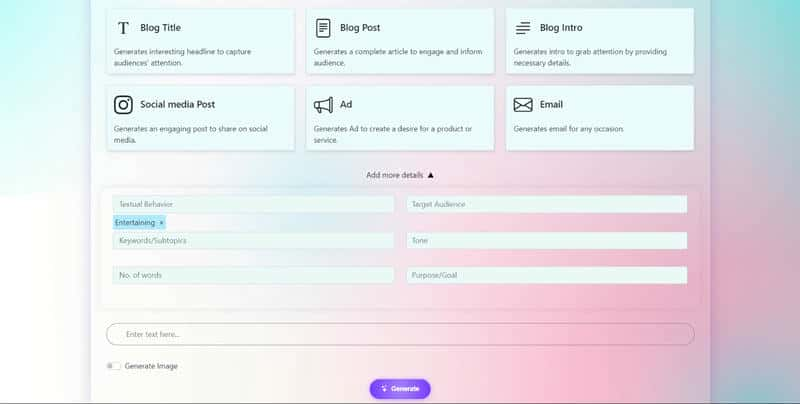 Blog Title
Generates interesting headline to capture
audiences' attention.
Blog Post
Generates a complete article to engage and inform
audience.
Blog Intro
Generates intro to grab attention by providing
necessary details.
Social media Post
Generates an engaging post to share on social
media.
Ad
Generates Ad to create a desire for a product or
service.
Email
Generates email for any occasion.
Add more details ▲
Textual Behavior
Target Audience
Entertaining ×
Keywords/Subtopics
Tone
No. of words
Purpose/Goal
Enter text here...
Generate Image
Generate